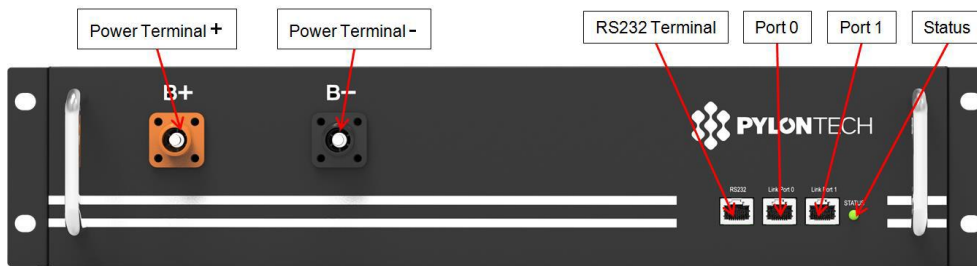 Power Terminal +
Power Terminal -
RS232 Terminal
Port 0
Port 1
Status
B+
B-
PYLONTECH
RS232
Link Port 0
Link Port 1
STATUS